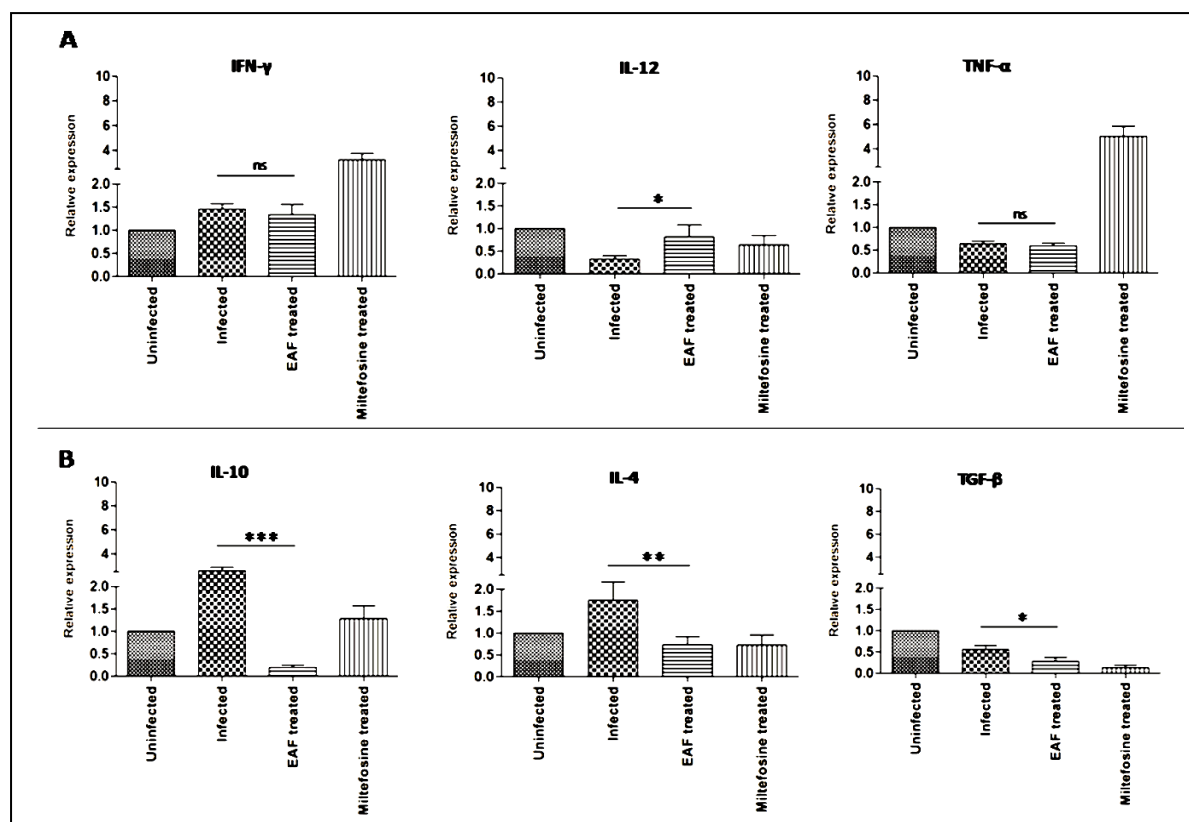 A
IFN-γ
IL-12
TNF-α
Relative expression
10
8
6
4
2.0
1.5
1.0
0.5
0.0
ns
Uninfected
Infected
EAF treated
Miltefosine treated
Relative expression
10
8
6
4
2.0
1.5
1.0
0.5
0.0
*
Uninfected
Infected
EAF treated
Miltefosine treated
Relative expression
10
8
6
4
2.0
1.5
1.0
0.5
0.0
ns
Uninfected
Infected
EAF treated
Miltefosine treated
B
IL-10
IL-4
TGF-β
Relative expression
10
8
6
4
2.0
1.5
1.0
0.5
0.0
***
Uninfected
Infected
EAF treated
Miltefosine treated
Relative expression
10
8
6
4
2.0
1.5
1.0
0.5
0.0
**
Uninfected
Infected
EAF treated
Miltefosine treated
Relative expression
10
8
6
4
2.0
1.5
1.0
0.5
0.0
*
Uninfected
Infected
EAF treated
Miltefosine treated